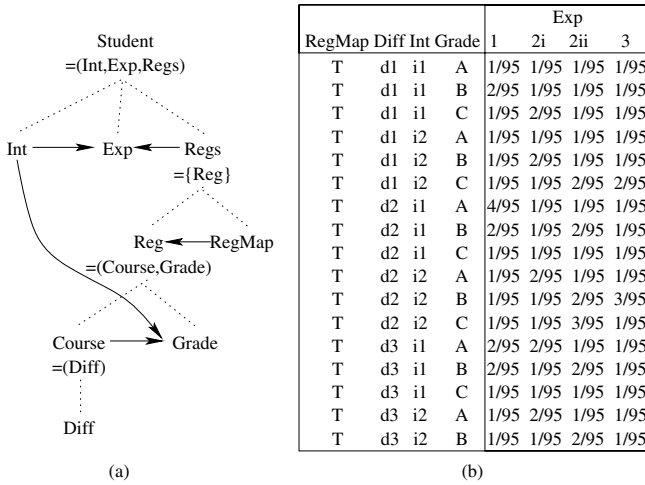 Student
=(Int,Exp,Regs)
Int
Exp
Regs
={Reg}
Reg
RegMap
=(Course,Grade)
Course
Grade
=(Diff)
Diff
(a)
Exp
RegMap Diff Int Grade 1 2i 2ii 3
T d1 i1 A 1/95 1/95 1/95 1/95
T d1 i1 B 2/95 1/95 1/95 1/95
T d1 i1 C 1/95 2/95 1/95 1/95
T d1 i2 A 1/95 1/95 1/95 1/95
T d1 i2 B 1/95 2/95 1/95 1/95
T d1 i2 C 1/95 1/95 2/95 2/95
T d2 i1 A 4/95 1/95 1/95 1/95
T d2 i1 B 2/95 1/95 2/95 1/95
T d2 i1 C 1/95 1/95 1/95 1/95
T d2 i2 A 1/95 2/95 1/95 1/95
T d2 i2 B 1/95 1/95 2/95 3/95
T d2 i2 C 1/95 1/95 3/95 1/95
T d3 i1 A 2/95 2/95 1/95 1/95
T d3 i1 B 2/95 1/95 2/95 1/95
T d3 i1 C 1/95 1/95 1/95 1/95
T d3 i2 A 1/95 2/95 1/95 1/95
T d3 i2 B 1/95 1/95 2/95 1/95
(b)